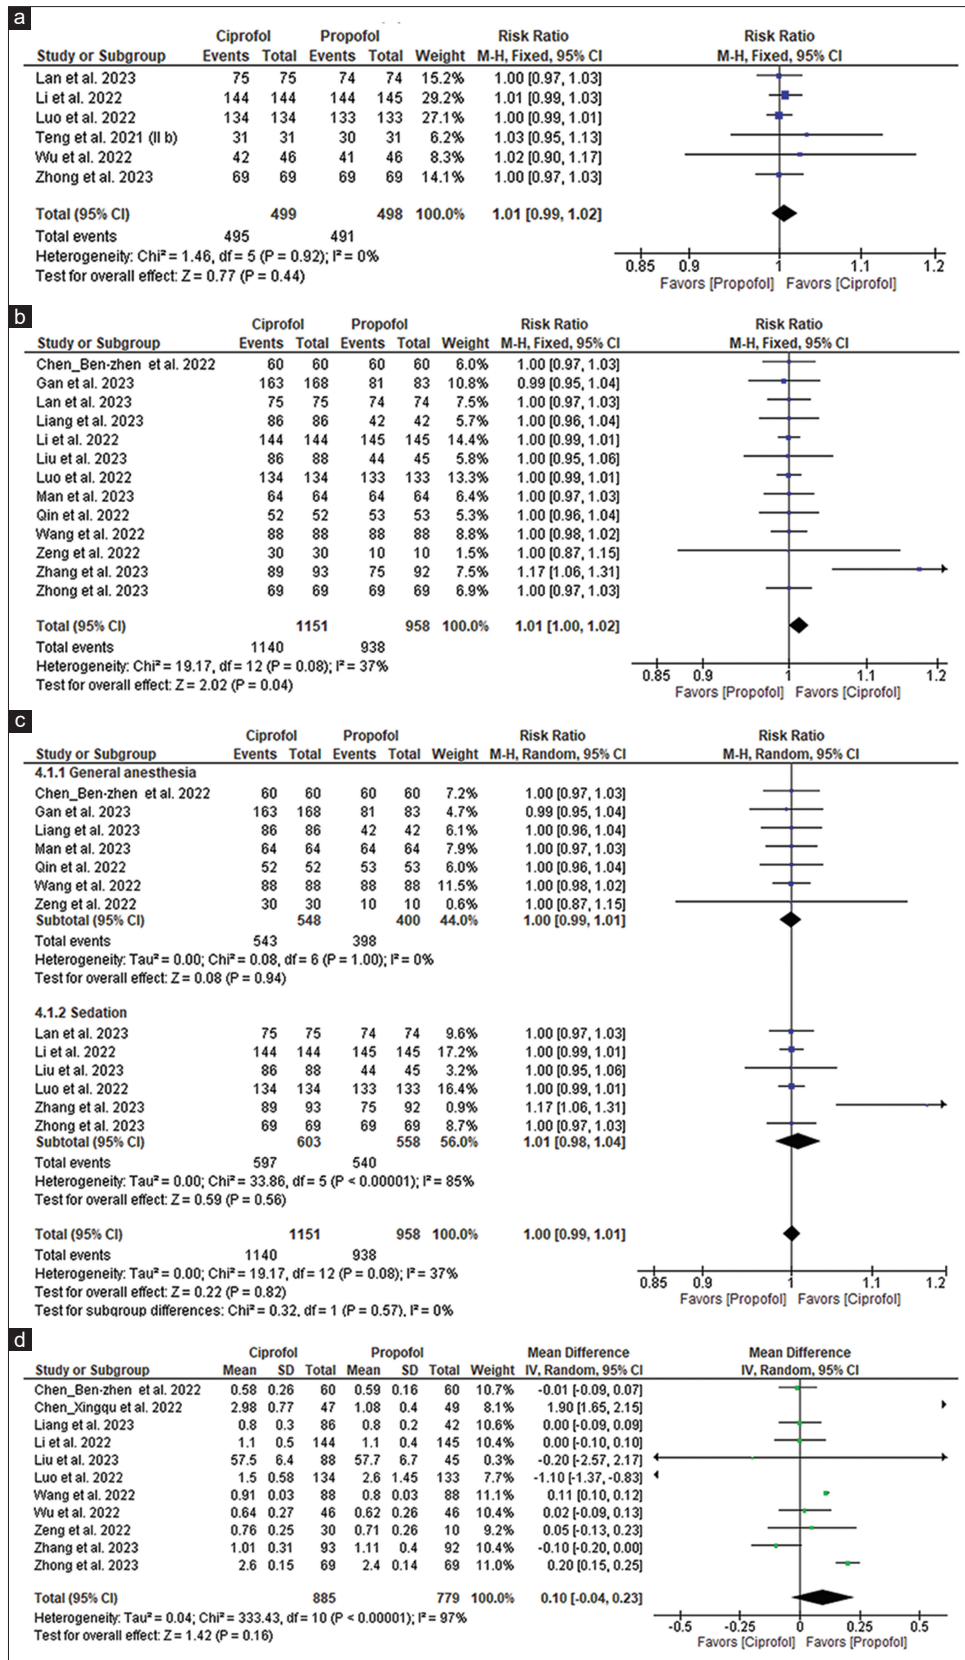 a
Ciprofol Propofol Risk Ratio Risk Ratio
Study or Subgroup Events Total Events Total Weight M-H, Fixed, 95% CI M-H, Fixed, 95% CI
Lan et al. 2023 75 75 74 74 15.2% 1.00 [0.97, 1.03]
Li et al. 2022 144 144 144 145 29.2% 1.01 [0.99, 1.03]
Luo et al. 2022 134 134 133 133 27.1% 1.00 [0.99, 1.01]
Teng et al. 2021 (II b) 31 31 30 31 6.2% 1.03 [0.95, 1.13]
Wu et al. 2022 42 46 41 46 8.3% 1.02 [0.90, 1.17]
Zhong et al. 2023 69 69 69 69 14.1% 1.00 [0.97, 1.03]
Total (95% CI) 499 498 100.0% 1.01 [0.99, 1.02]
Total events 495 491
Heterogeneity: Chi² = 1.46, df = 5 (P = 0.92); I² = 0%
Test for overall effect: Z = 0.77 (P = 0.44)
0.85 0.9 1 1.1 1.2
Favors [Propofol] Favors [Ciprofol]
b
Ciprofol Propofol Risk Ratio Risk Ratio
Study or Subgroup Events Total Events Total Weight M-H, Fixed, 95% CI M-H, Fixed, 95% CI
Chen_Ben-zhen et al. 2022 60 60 60 60 6.0% 1.00 [0.97, 1.03]
Gan et al. 2023 163 168 81 83 10.8% 0.99 [0.95, 1.04]
Lan et al. 2023 75 75 74 74 7.5% 1.00 [0.97, 1.03]
Liang et al. 2023 86 86 42 42 5.7% 1.00 [0.96, 1.04]
Li et al. 2022 144 144 145 145 14.4% 1.00 [0.99, 1.01]
Liu et al. 2023 86 88 44 45 5.8% 1.00 [0.95, 1.06]
Luo et al. 2022 134 134 133 133 13.3% 1.00 [0.99, 1.01]
Man et al. 2023 64 64 64 64 6.4% 1.00 [0.97, 1.03]
Qin et al. 2022 52 52 53 53 5.3% 1.00 [0.96, 1.04]
Wang et al. 2022 88 88 88 88 8.8% 1.00 [0.98, 1.02]
Zeng et al. 2022 30 30 10 10 1.5% 1.00 [0.87, 1.15]
Zhang et al. 2023 89 93 75 92 7.5% 1.17 [1.06, 1.31]
Zhong et al. 2023 69 69 69 69 6.9% 1.00 [0.97, 1.03]
Total (95% CI) 1151 958 100.0% 1.01 [1.00, 1.02]
Total events 1140 938
Heterogeneity: Chi² = 19.17, df = 12 (P = 0.08); I² = 37%
Test for overall effect: Z = 2.02 (P = 0.04)
0.85 0.9 1 1.1 1.2
Favors [Propofol] Favors [Ciprofol]
c
Ciprofol Propofol Risk Ratio Risk Ratio
Study or Subgroup Events Total Events Total Weight M-H, Random, 95% CI M-H, Random, 95% CI
4.1.1 General anesthesia
Chen_Ben-zhen et al. 2022 60 60 60 60 7.2% 1.00 [0.97, 1.03]
Gan et al. 2023 163 168 81 83 4.7% 0.99 [0.95, 1.04]
Liang et al. 2023 86 86 42 42 6.1% 1.00 [0.96, 1.04]
Man et al. 2023 64 64 64 64 7.9% 1.00 [0.97, 1.03]
Qin et al. 2022 52 52 53 53 6.0% 1.00 [0.96, 1.04]
Wang et al. 2022 88 88 88 88 11.5% 1.00 [0.98, 1.02]
Zeng et al. 2022 30 30 10 10 0.6% 1.00 [0.87, 1.15]
Subtotal (95% CI) 548 400 44.0% 1.00 [0.99, 1.01]
Total events 543 398
Heterogeneity: Tau² = 0.00; Chi² = 0.08, df = 6 (P = 1.00); I² = 0%
Test for overall effect: Z = 0.08 (P = 0.94)
4.1.2 Sedation
Lan et al. 2023 75 75 74 74 9.6% 1.00 [0.97, 1.03]
Li et al. 2022 144 144 145 145 17.2% 1.00 [0.99, 1.01]
Liu et al. 2023 86 88 44 45 3.2% 1.00 [0.95, 1.06]
Luo et al. 2022 134 134 133 133 16.4% 1.00 [0.99, 1.01]
Zhang et al. 2023 89 93 75 92 0.9% 1.17 [1.06, 1.31]
Zhong et al. 2023 69 69 69 69 8.7% 1.00 [0.97, 1.03]
Subtotal (95% CI) 603 558 56.0% 1.01 [0.98, 1.04]
Total events 597 540
Heterogeneity: Tau² = 0.00; Chi² = 33.86, df = 5 (P < 0.00001); I² = 85%
Test for overall effect: Z = 0.59 (P = 0.56)
Total (95% CI) 1151 958 100.0% 1.00 [0.99, 1.01]
Total events 1140 938
Heterogeneity: Tau² = 0.00; Chi² = 19.17, df = 12 (P = 0.08); I² = 37%
Test for overall effect: Z = 0.22 (P = 0.82)
Test for subgroup differences: Chi² = 0.32, df = 1 (P = 0.57), I² = 0%
0.85 0.9 1 1.1 1.2
Favors [Propofol] Favors [Ciprofol]
d
Ciprofol Propofol Mean Difference Mean Difference
Study or Subgroup Mean SD Total Mean SD Total Weight IV, Random, 95% CI IV, Random, 95% CI
Chen_Ben-zhen et al. 2022 0.58 0.26 60 0.59 0.16 60 10.7% -0.01 [-0.09, 0.07]
Chen_Xingqu et al. 2022 2.98 0.77 47 1.08 0.4 49 8.1% 1.90 [1.65, 2.15]
Liang et al. 2023 0.8 0.3 86 0.8 0.2 42 10.6% 0.00 [-0.09, 0.09]
Li et al. 2022 1.1 0.5 144 1.1 0.4 145 10.4% 0.00 [-0.10, 0.10]
Liu et al. 2023 57.5 6.4 88 57.7 6.7 45 0.3% -0.20 [-2.57, 2.17]
Luo et al. 2022 1.5 0.58 134 2.6 1.45 133 7.7% -1.10 [-1.37, -0.83]
Wang et al. 2022 0.91 0.03 88 0.8 0.03 88 11.1% 0.11 [0.10, 0.12]
Wu et al. 2022 0.64 0.27 46 0.62 0.26 46 10.4% 0.02 [-0.09, 0.13]
Zeng et al. 2022 0.76 0.25 30 0.71 0.26 10 9.2% 0.05 [-0.13, 0.23]
Zhang et al. 2023 1.01 0.31 93 1.11 0.4 92 10.4% -0.10 [-0.20, 0.00]
Zhong et al. 2023 2.6 0.15 69 2.4 0.14 69 11.0% 0.20 [0.15, 0.25]
Total (95% CI) 885 779 100.0% 0.10 [-0.04, 0.23]
Heterogeneity: Tau² = 0.04; Chi² = 333.43, df = 10 (P < 0.00001); I² = 97%
Test for overall effect: Z = 1.42 (P = 0.16)
-0.5 -0.25 0 0.25 0.5
Favors [Ciprofol] Favors [Propofol]